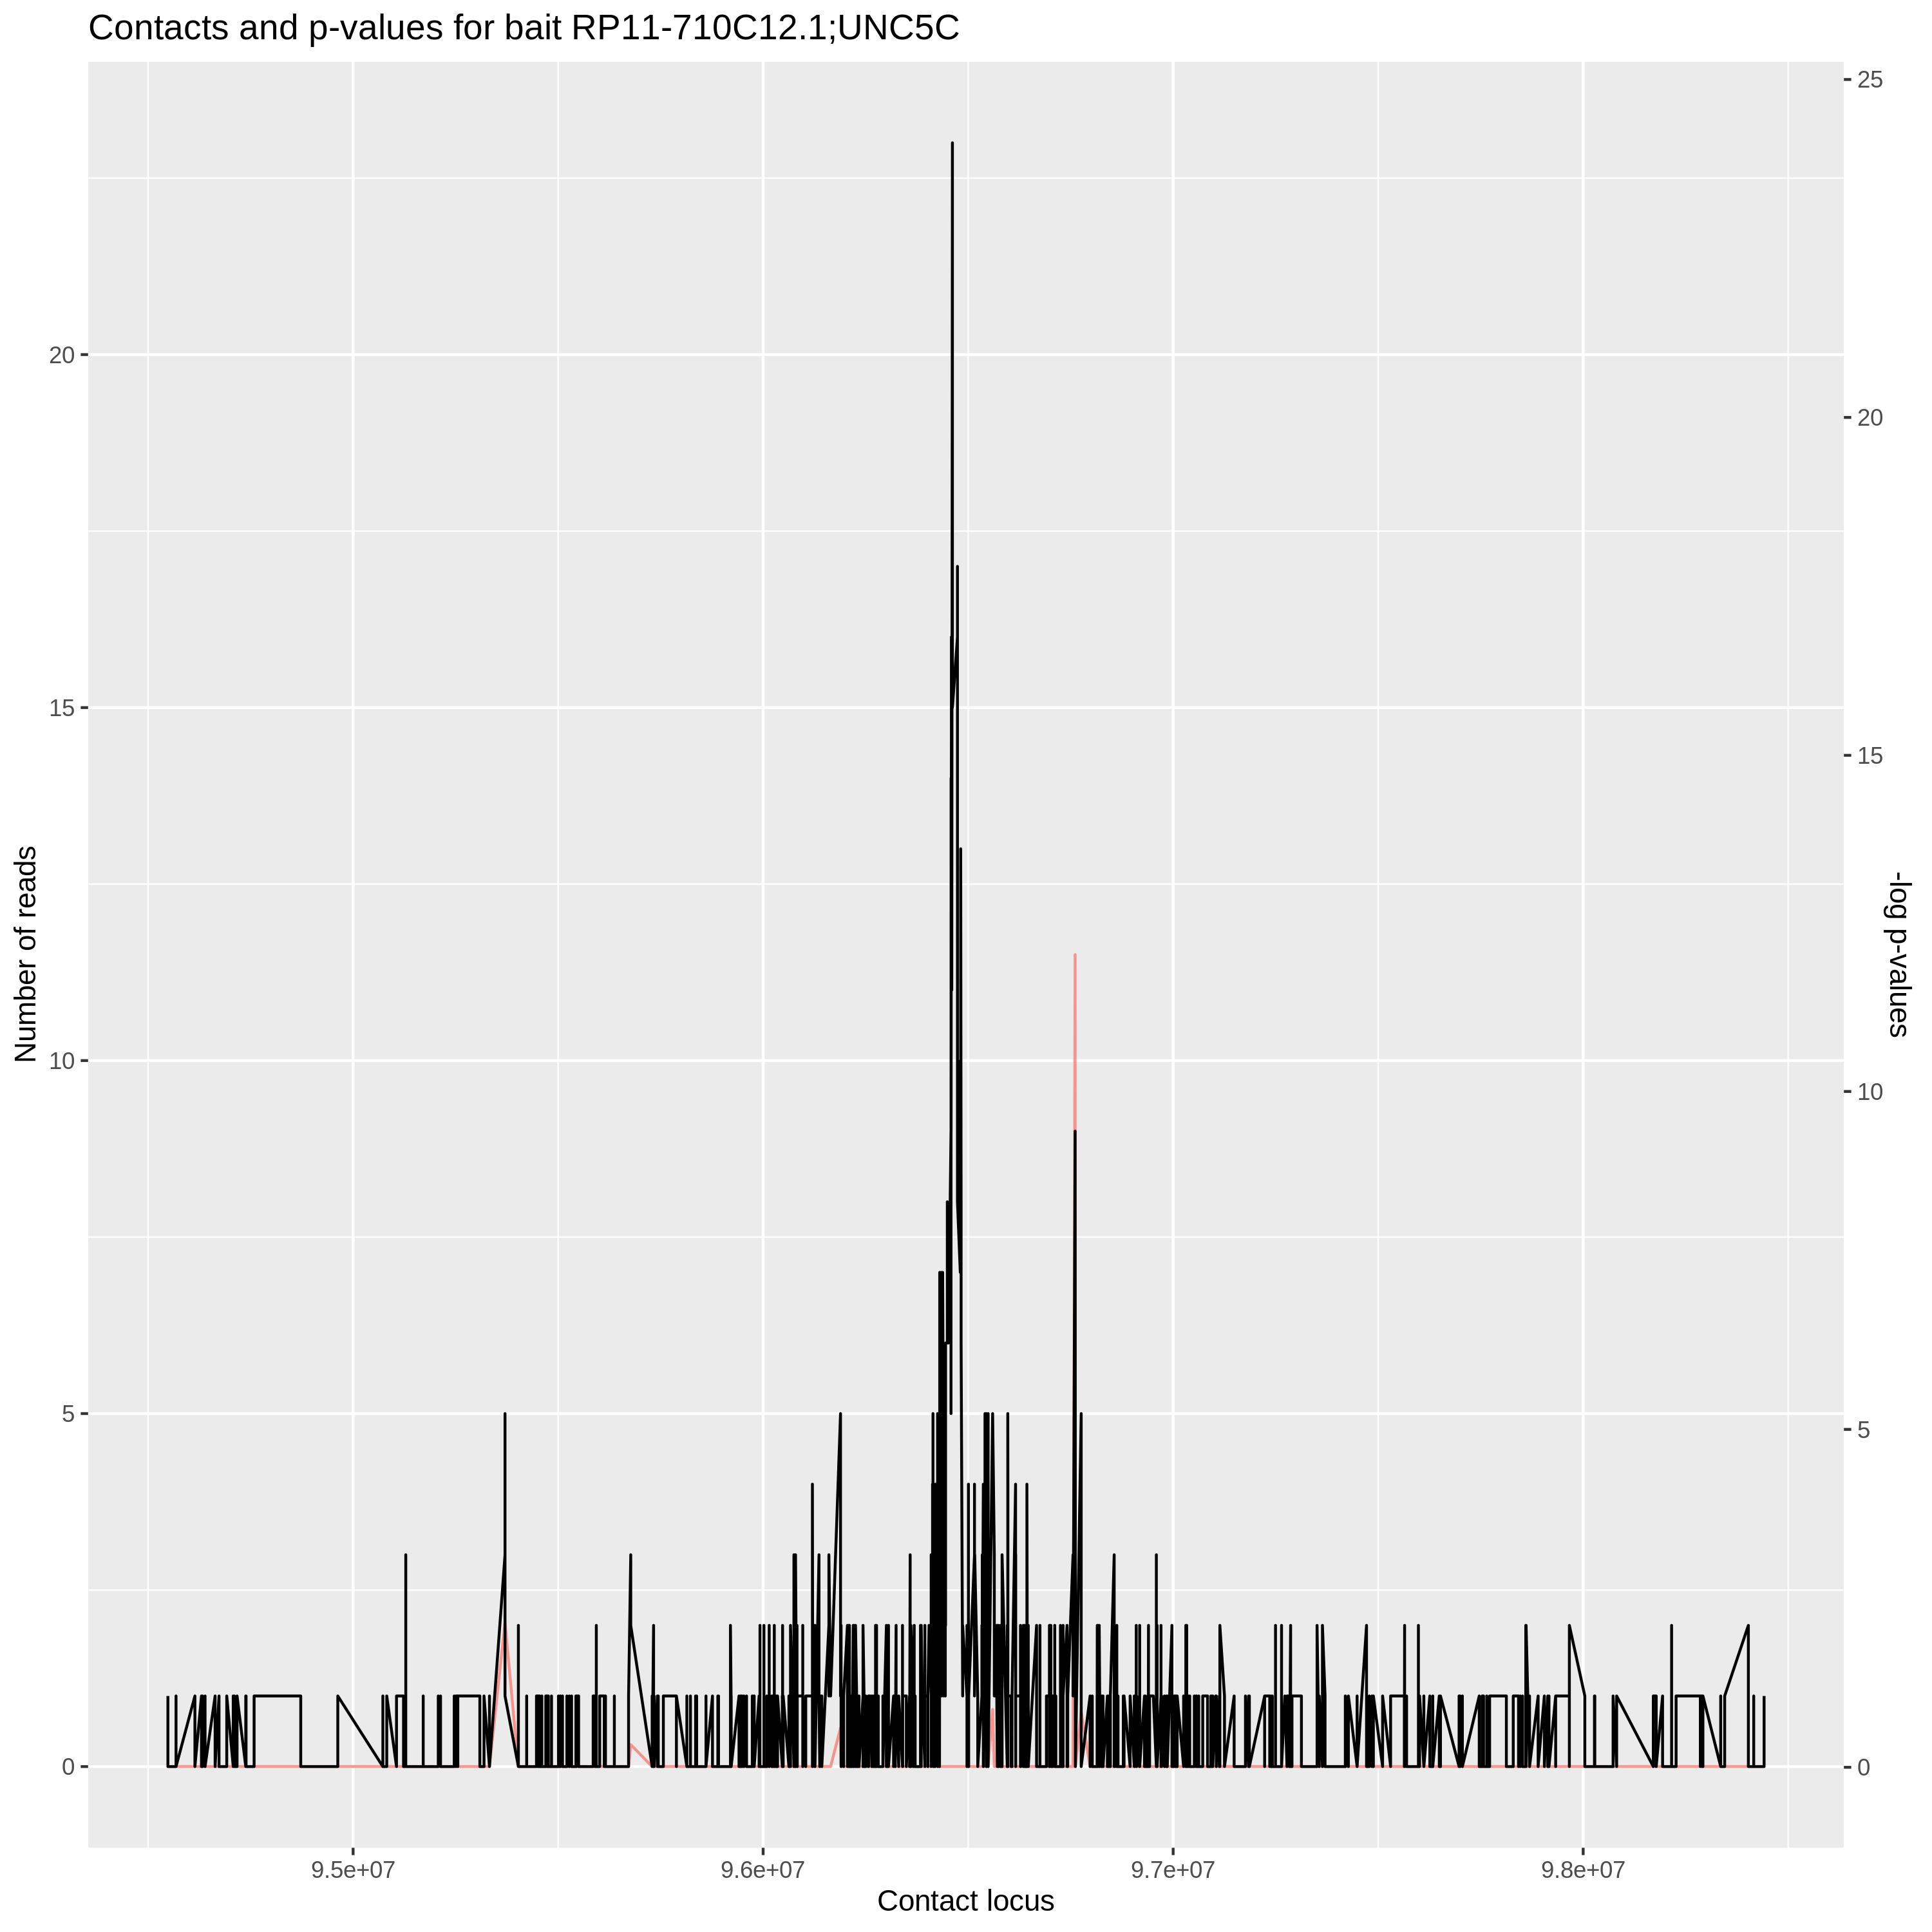 Contacts and p-values for bait RP11-710C12.1;UNC5C
Number of reads
20
15
10
5
0
25
20
15
10
5
0
-log p-values
9.5e+07 9.6e+07 9.7e+07 9.8e+07
Contact locus